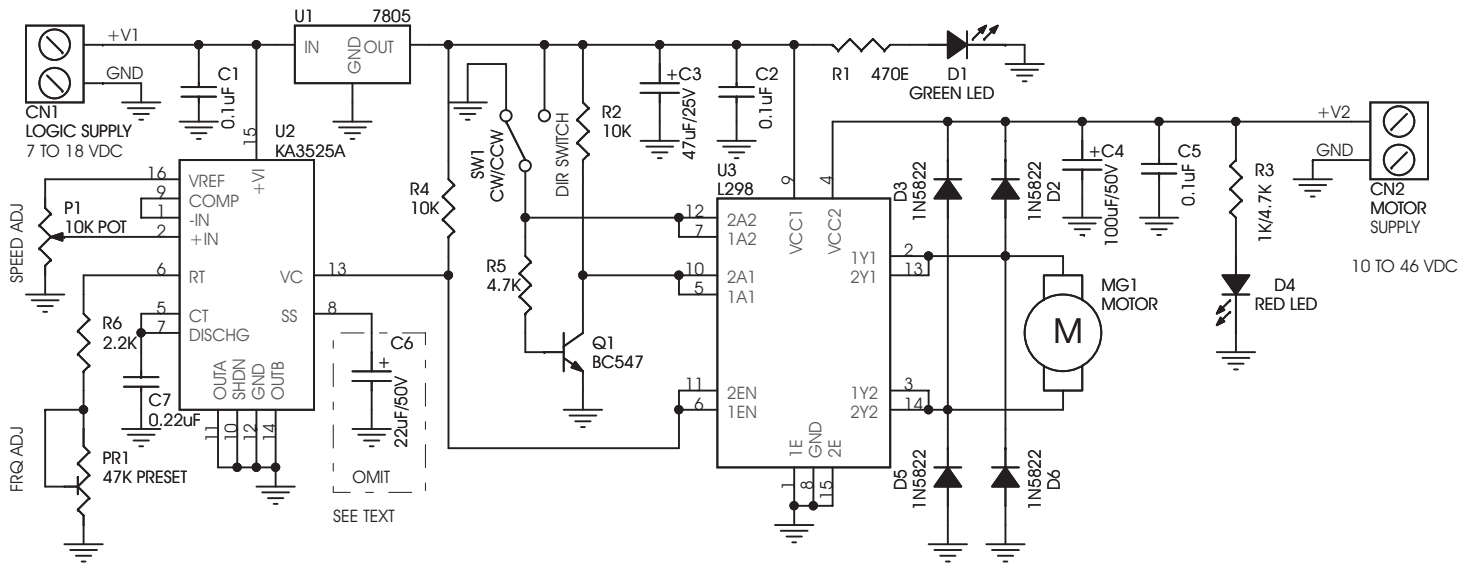 +V1
GND
CN1
LOGIC SUPPLY
7 TO 18 VDC
C1
0.1uF
U1
7805
IN
GND
OUT
U2
KA3525A
15
+VI
16
VREF
9
COMP
1
-IN
2
+IN
6
RT
5
CT
7
DISCHG
VC
13
SS
8
OUTA
SHDN
GND
OUTB
11
10
12
14
SPEED ADJ
P1
10K POT
R6
2.2K
C7
0.22uF
FRQ ADJ
PR1
47K PRESET
C6
+
22uF/50V
OMIT
SEE TEXT
R4
10K
SW1
CW/CCW
DIR SWITCH
R2
10K
R5
4.7K
Q1
BC547
+C3
47uF/25V
C2
0.1uF
R1
470E
D1
GREEN LED
U3
L298
9
4
VCC1
VCC2
12
2A2
7
1A2
10
2A1
5
1A1
11
2EN
6
1EN
1Y1
2
2Y1
13
1Y2
3
2Y2
14
1E
GND
2E
1
8
15
D3
1N5822
1N5822
D2
D5
1N5822
1N5822
D6
+C4
100uF/50V
C5
0.1uF
R3
1K/4.7K
D4
RED LED
MG1
MOTOR
M
+V2
GND
CN2
MOTOR
SUPPLY
10 TO 46 VDC